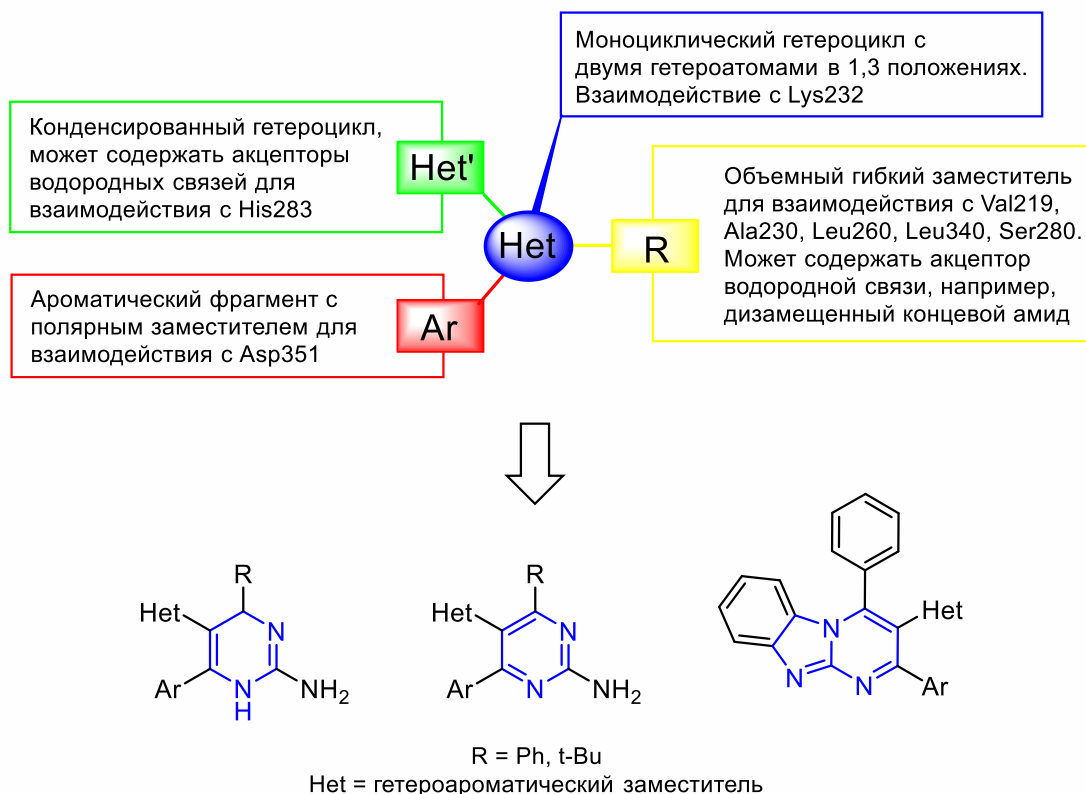 Моноциклический гетероцикл с
двумя гетероатомами в 1,3 положениях.
Взаимодействие с Lys232
Конденсированный гетероцикл,
может содержать акцепторы
водородных связей для
взаимодействия с His283
Het'
Объемный гибкий заместитель
для взаимодействия с Val219,
Ala230, Leu260, Leu340, Ser280.
Может содержать акцептор
водородной связи, например,
дизамещенный концевой амид
Het
R
Ароматический фрагмент с
полярным заместителем для
взаимодействия с Asp351
Ar
R
Het
N
Ar
N
H
NH2
R
Het
N
Ar
N
NH2
N
Het
N
N
Ar
R = Ph, t-Bu
Het = гетероароматический заместитель